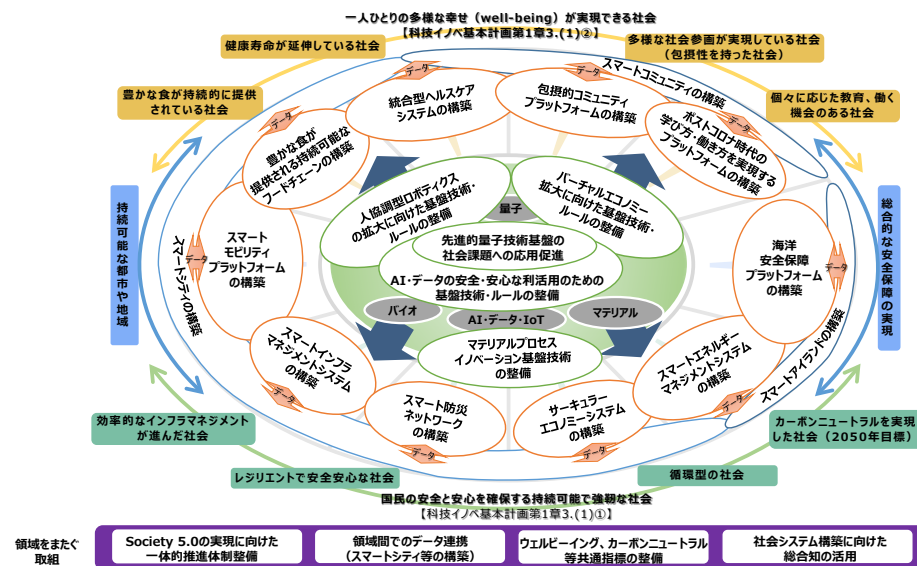 一人ひとりの多様な幸せ（well-being）が実現できる社会
【科技イノベ基本計画第1章3.(1)②】
健康寿命が延伸している社会
多様な社会参画が実現している社会
（包摂性を持った社会）
豊かな食が持続的に提供
されている社会
個々に応じた教育、働く
機会のある社会
スマートコミュニティの構築
データ
統合型ヘルスケア
システムの構築
データ
包摂的コミュニティ
プラットフォームの構築
データ
豊かな食が
提供される持続可能な
フードチェーンの構築
データ
ポストコロナ時代の
学び方・働き方を実現する
プラットフォームの構築
人協調型ロボティクス
の拡大に向けた基盤技術・
ルールの整備
バーチャルエコノミー
拡大に向けた基盤技術・
ルールの整備
量子
先進的量子技術基盤の
社会課題への応用促進
AI・データの安全・安心な利活用のための
基盤技術・ルールの整備
バイオ
AI・データ・IoT
マテリアル
マテリアルプロセス
イノベーション基盤技術
の整備
持続可能な都市や地域
スマートシティの構築
データ
スマート
モビリティ
プラットフォーム
の構築
海洋
安全保障
プラットフォーム
の構築
データ
総合的な安全保障の実現
スマートアイランドの構築
スマートインフラ
マネジメントシステム
の構築
データ
スマートエネルギー
マネジメントシステム
の構築
データ
スマート防災
ネットワーク
の構築
データ
サーキュラー
エコノミーシステム
の構築
データ
効率的なインフラマネジメント
が進んだ社会
カーボンニュートラルを実現
した社会（2050年目標）
レジリエントで安全安心な社会
循環型の社会
国民の安全と安心を確保する持続可能で強靭な社会
【科技イノベ基本計画第1章3.(1)①】
領域をまたぐ
取組
Society 5.0の実現に向けた
一体的推進体制整備
領域間でのデータ連携
（スマートシティ等の構築）
ウェルビーイング、カーボンニュートラル
等共通指標の整備
社会システム構築に向けた
総合知の活用